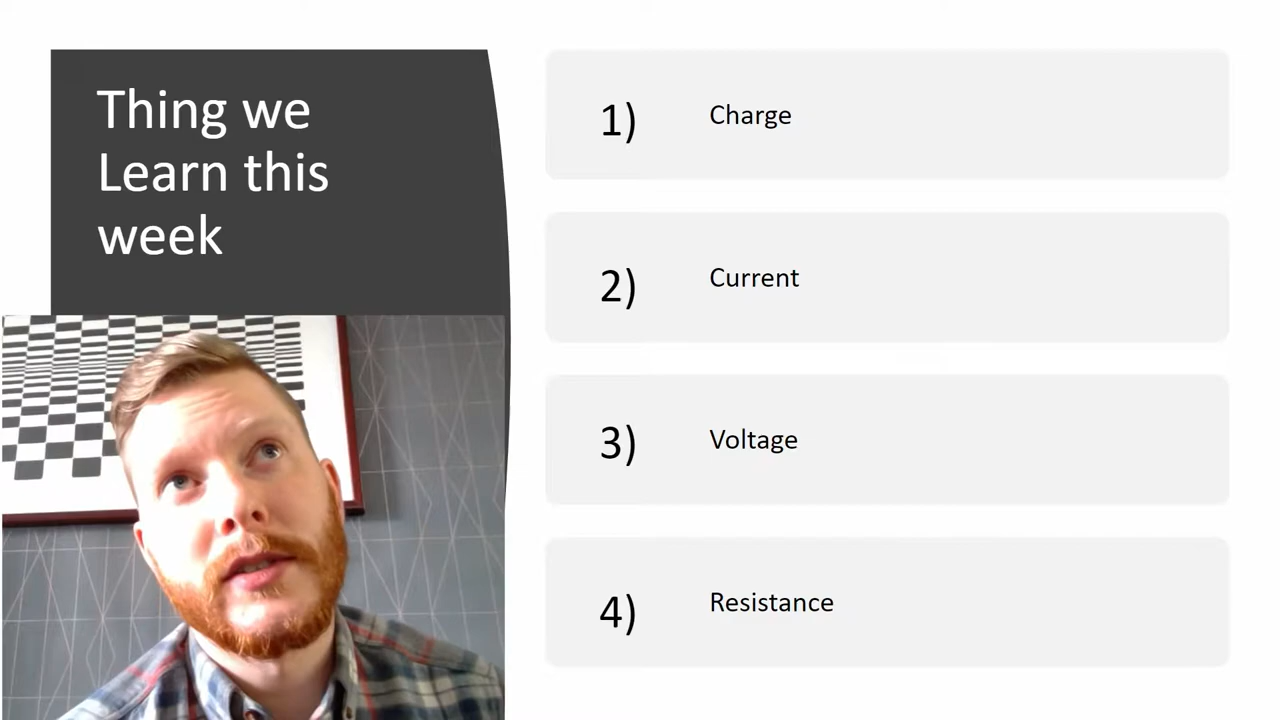 Thing we
Learn this
week
1) Charge
2) Current
3) Voltage
4) Resistance